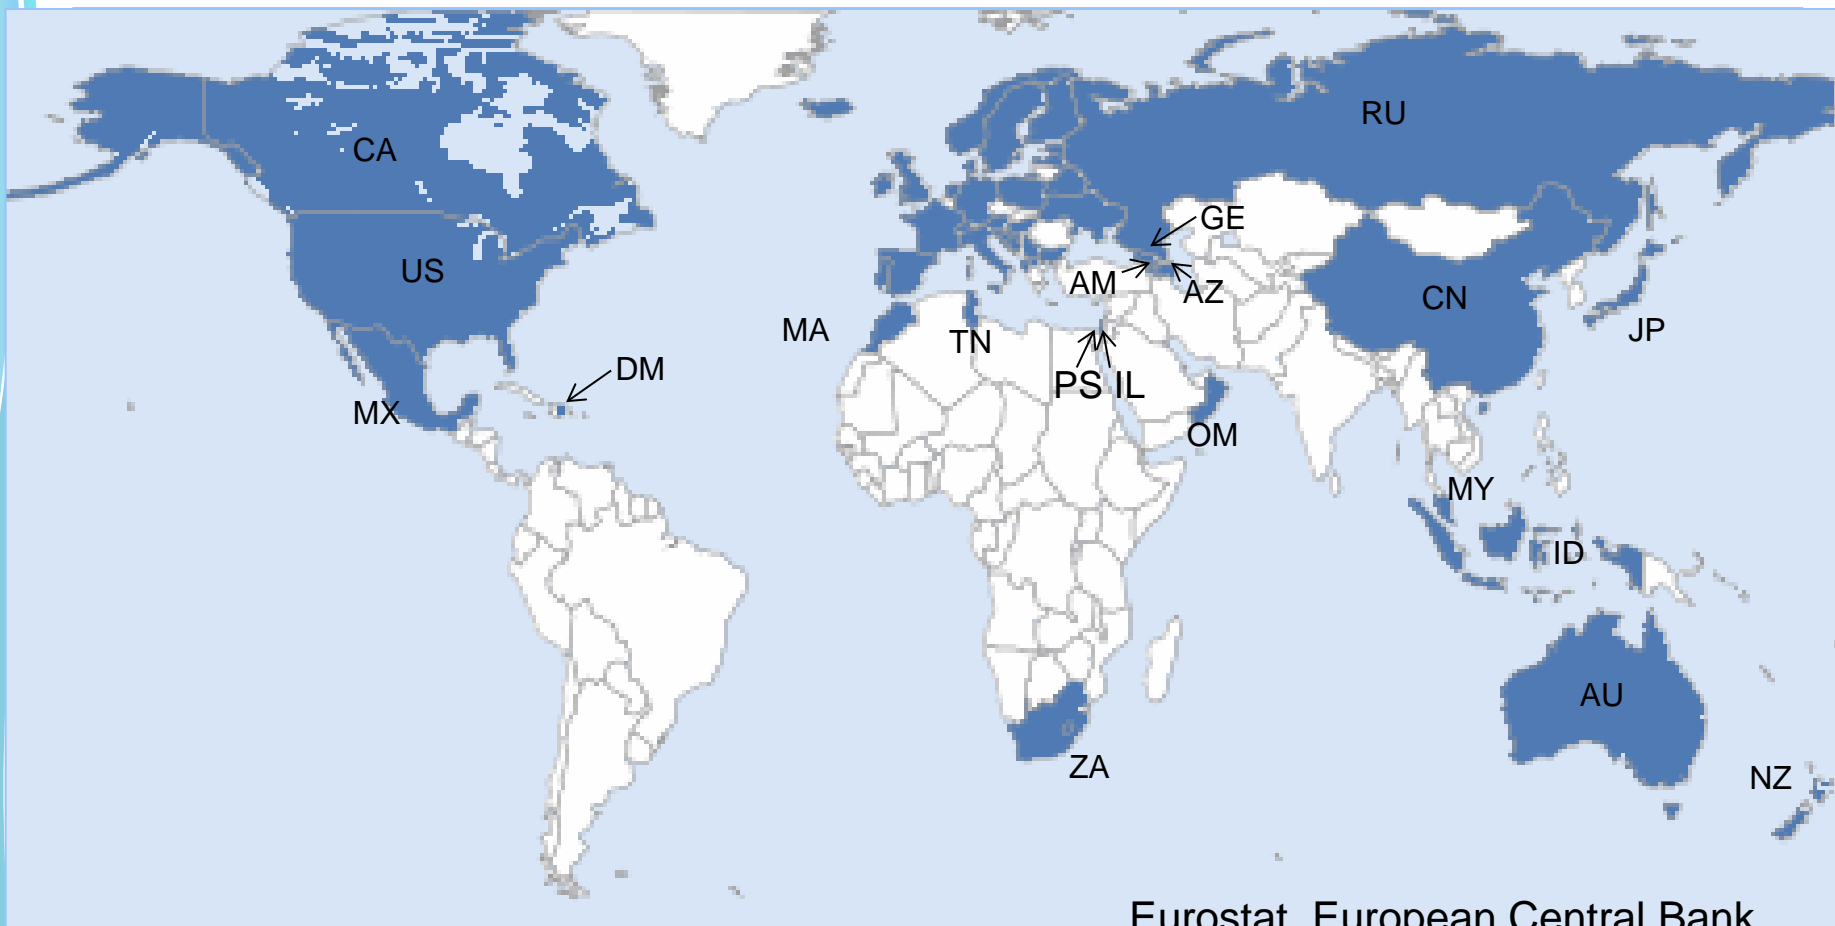 RU
CA
GE
US
AM
AZ
CN
MA
TN
JP
DM
PS IL
MX
OM
MY
ID
AU
ZA
NZ
Eurostat, European Central Bank